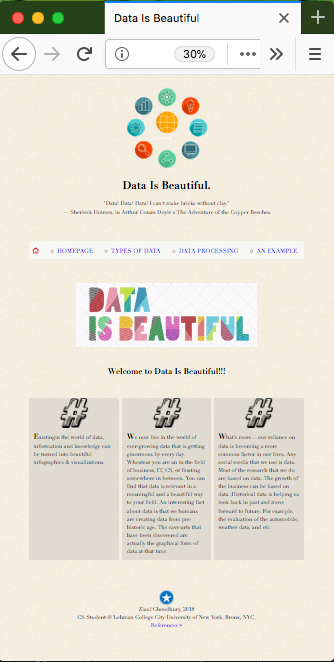 Data Is Beautiful
30%
Data Is Beautiful.
"Data! Data! Data! I can't make bricks without clay."
— Sherlock Holmes, in Arthur Conan Doyle's The Adventure of the Copper Beeches.
HOMEPAGE
TYPES OF DATA
DATA PROCESSING
AN EXAMPLE
DATA
IS BEAUTIFUL
Welcome to Data Is Beautiful!!!
#
Existing in the world of data,
information and knowledge can
be turned into beautiful
infographics & visualizations.
#
We now live in the world of
ever-growing data that is getting
ginormous by every day.
Whatever you are in the field
of business, IT, CS, or floating
somewhere in between. You can
find data that is relevant in a
meaningful and a beautiful way
to your field. An interesting fact
about data is that we humans
are creating data from pre-
historic age. The cave-arts that
have been discovered are
actually the graphical form of
data at that time.
#
What's more... our reliance on
data is becoming a more
common factor in our lives. Any
social media that we use is data.
Most of the research that we do
are based on data. The growth of
the business can be based on
data. Historical data is helping us
look back in past and move
forward to future. For example,
the evaluation of the automobile,
weather data, and etc.
Ziaul Choudhury, 2018
CS Student @ Lehman College City University of New York, Bronx, NYC.
References